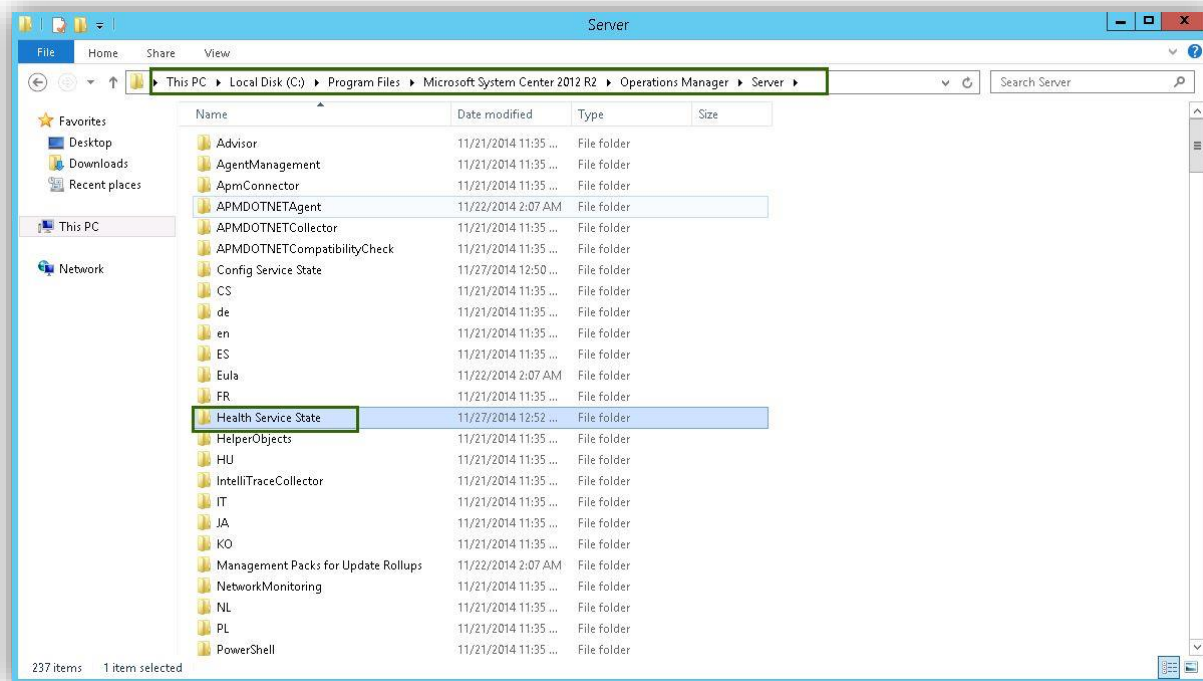 Server
File Home Share View
This PC Local Disk (C:) Program Files Microsoft System Center 2012 R2 Operations Manager Server
Search Server
Favorites
Desktop
Downloads
Recent places
This PC
Network
Name Date modified Type Size
Advisor 11/21/2014 11:35 ... File folder
AgentManagement 11/21/2014 11:35 ... File folder
ApmConnector 11/21/2014 11:35 ... File folder
APMDOTNETAgent 11/22/2014 2:07 AM File folder
APMDOTNETCollector 11/21/2014 11:35 ... File folder
APMDOTNETCompatibilityCheck 11/21/2014 11:35 ... File folder
Config Service State 11/27/2014 12:50 ... File folder
CS 11/21/2014 11:35 ... File folder
de 11/21/2014 11:35 ... File folder
en 11/21/2014 11:35 ... File folder
ES 11/21/2014 11:35 ... File folder
Eula 11/22/2014 2:07 AM File folder
FR 11/21/2014 11:35 ... File folder
Health Service State 11/27/2014 12:52 ... File folder
HelperObjects 11/21/2014 11:35 ... File folder
HU 11/21/2014 11:35 ... File folder
IntelliTraceCollector 11/21/2014 11:35 ... File folder
IT 11/21/2014 11:35 ... File folder
JA 11/21/2014 11:35 ... File folder
KO 11/21/2014 11:35 ... File folder
Management Packs for Update Rollups 11/22/2014 2:07 AM File folder
NetworkMonitoring 11/21/2014 11:35 ... File folder
NL 11/21/2014 11:35 ... File folder
PL 11/21/2014 11:35 ... File folder
PowerShell 11/21/2014 11:35 ... File folder
237 items 1 item selected